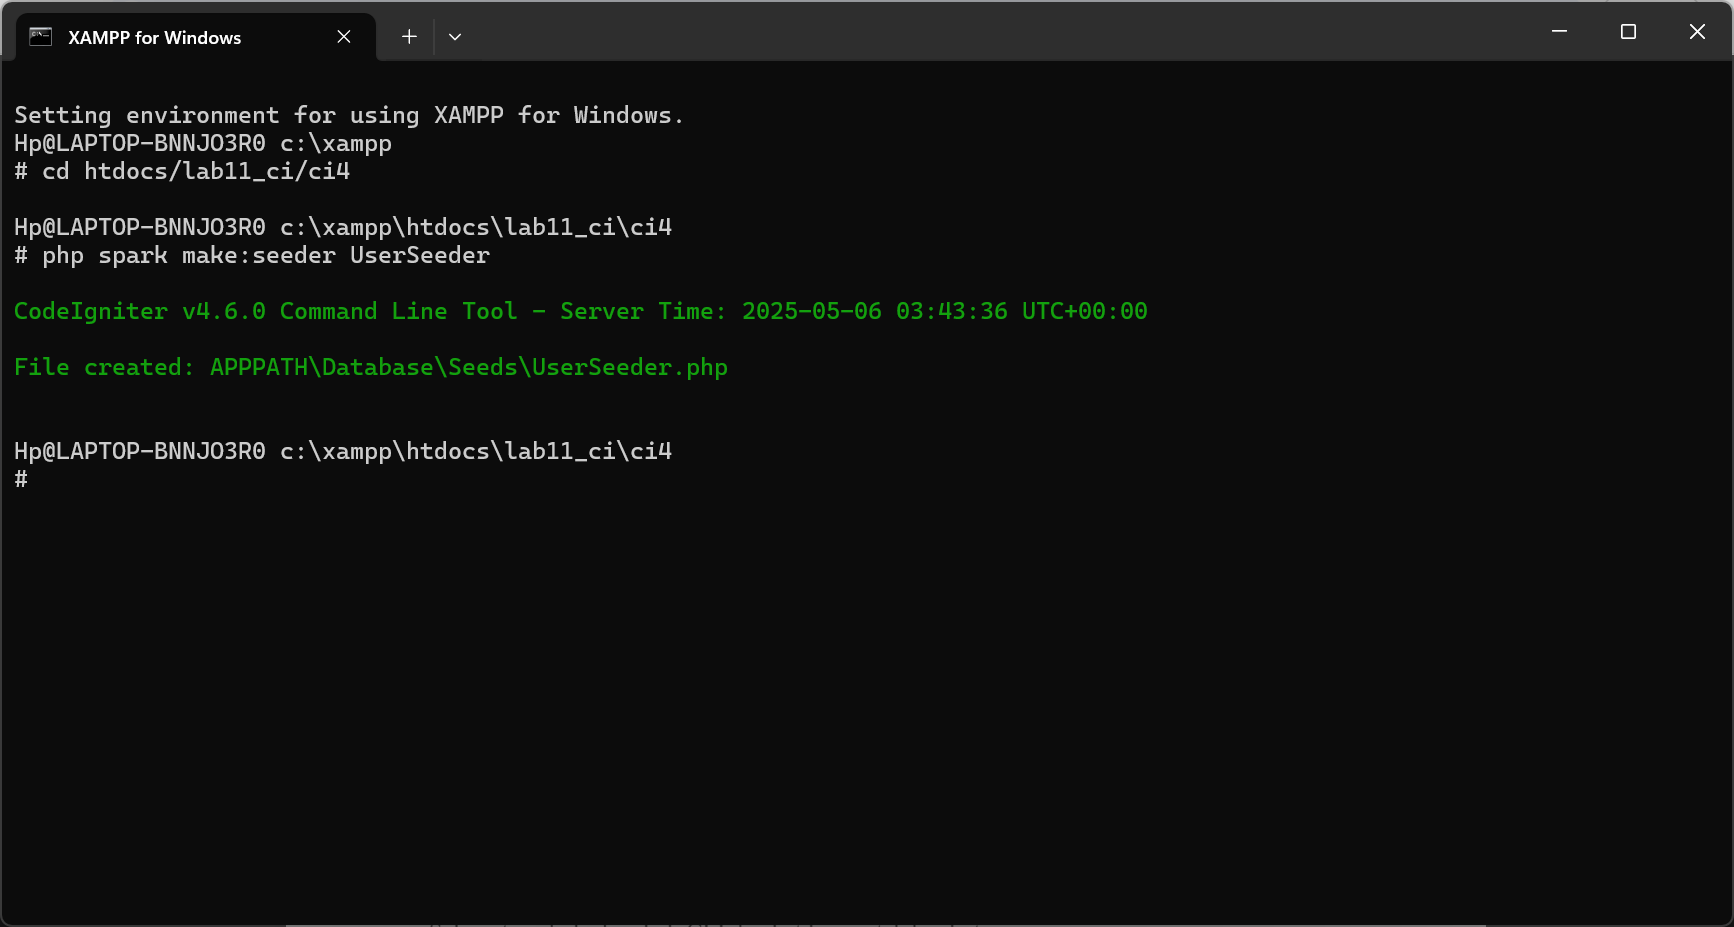 XAMPP for Windows
Setting environment for using XAMPP for Windows.
Hp@LAPTOP-BNNJO3R0 c:\xampp
# cd htdocs/lab11_ci/ci4
Hp@LAPTOP-BNNJO3R0 c:\xampp\htdocs\lab11_ci\ci4
# php spark make:seeder UserSeeder
CodeIgniter v4.6.0 Command Line Tool - Server Time: 2025-05-06 03:43:36 UTC+00:00
File created: APPPATH\Database\Seeds\UserSeeder.php
Hp@LAPTOP-BNNJO3R0 c:\xampp\htdocs\lab11_ci\ci4
#